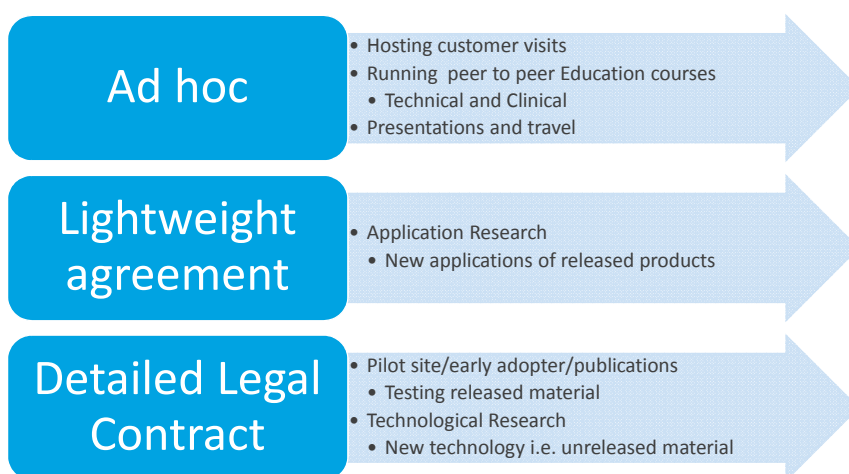 Ad hoc
• Hosting customer visits
• Running  peer to peer Education courses
• Technical and Clinical
• Presentations and travel
Lightweight
agreement
• Application Research
• New applications of released products
Detailed Legal
Contract
• Pilot site/early adopter/publications
• Testing released material
• Technological Research
• New technology i.e. unreleased material